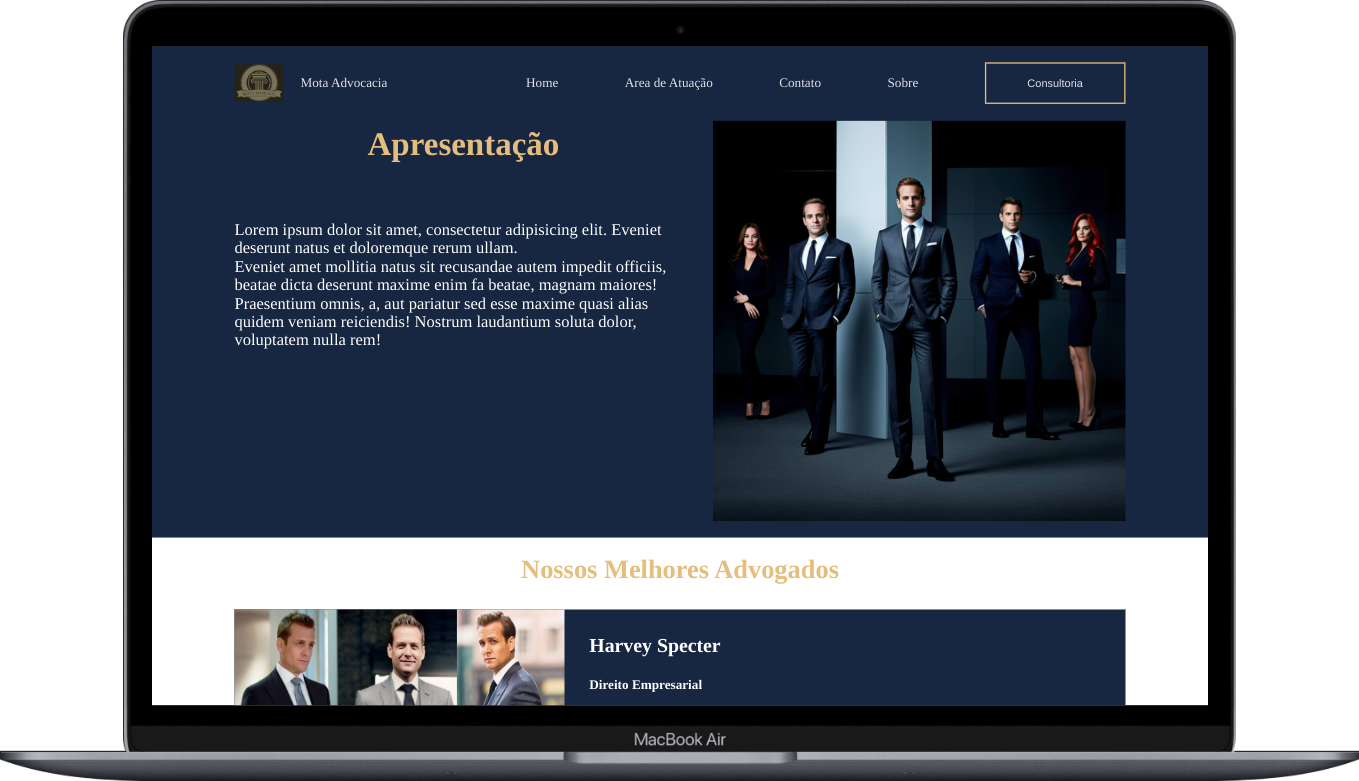 Mota Advocacia
Home
Area de Atuação
Contato
Sobre
Consultoria
Apresentação
Lorem ipsum dolor sit amet, consectetur adipisicing elit. Eveniet
deserunt natus et doloremque rerum ullam.
Eveniet amet mollitia natus sit recusandae autem impedit officiis,
beatae dicta deserunt maxime enim fa beatae, magnam maiores!
Praesentium omnis, a, aut pariatur sed esse maxime quasi alias
quidem veniam reiciendis! Nostrum laudantium soluta dolor,
voluptatem nulla rem!
Nossos Melhores Advogados
Harvey Specter
Direito Empresarial
MacBook Air